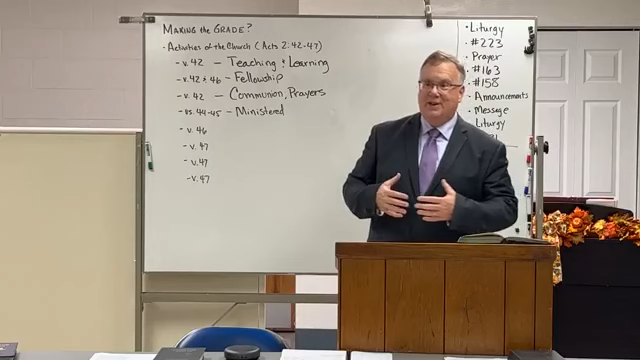 MAKING THE GRADE?
• Activities of the Church (Acts 2:42-47)
- v. 42 — Teaching & Learning
- v. 42 & 46 - Fellowship
- v. 42 — Communion, Prayers
- vs. 44-45 - Ministered
- v. 46
- v. 47
- v. 47
- v. 47
• Liturgy
• #223
• Prayer
• #163
• #158
• Announcements
• Message
Liturgy